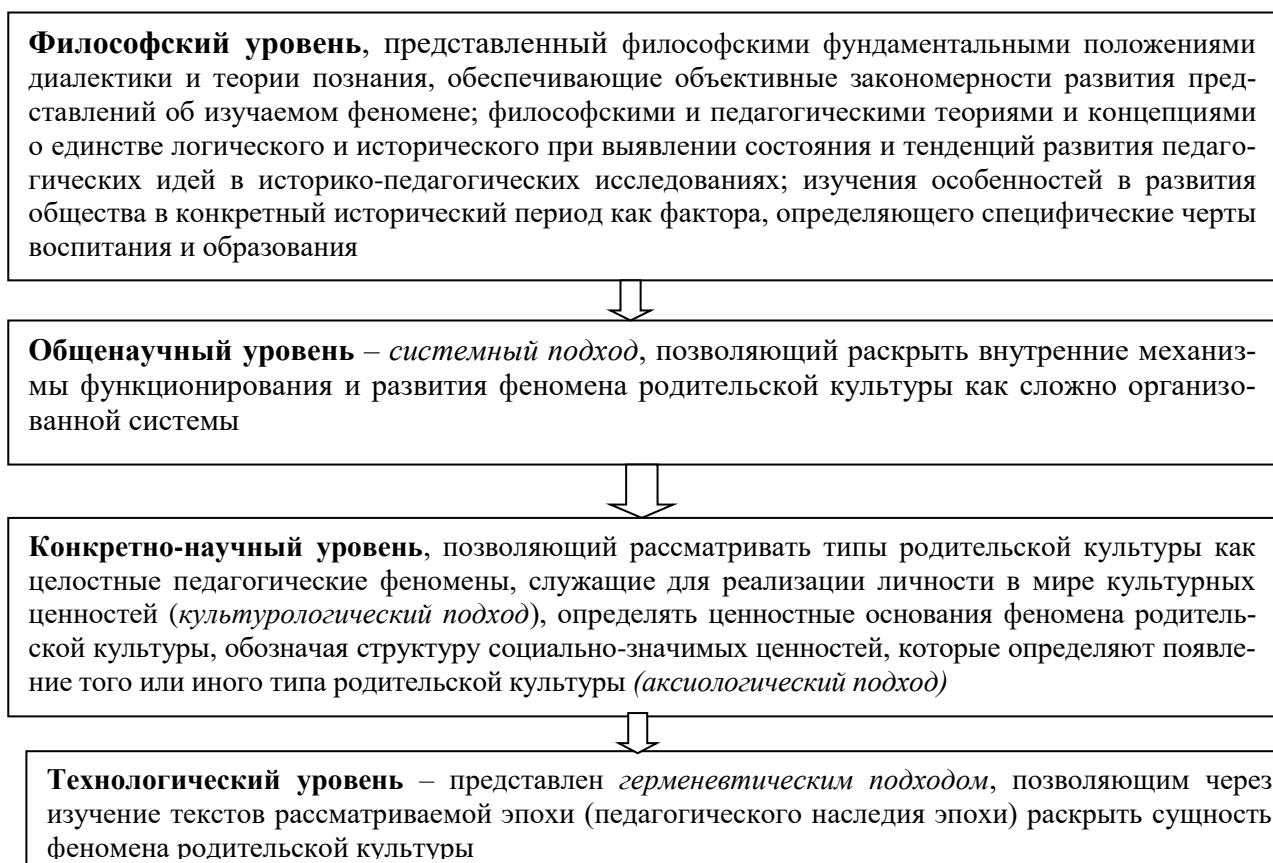 Философский уровень, представленный философскими фундаментальными положениями
диалектики и теории познания, обеспечивающие объективные закономерности развития пред-
ставлений об изучаемом феномене; философскими и педагогическими теориями и концепциями
о единстве логического и исторического при выявлении состояния и тенденций развития педаго-
гических идей в историко-педагогических исследованиях; изучения особенностей в развития
общества в конкретный исторический период как фактора, определяющего специфические черты
воспитания и образования
Общенаучный уровень – системный подход, позволяющий раскрыть внутренние механиз-
мы функционирования и развития феномена родительской культуры как сложно организо-
ванной системы
Конкретно-научный уровень, позволяющий рассматривать типы родительской культуры как
целостные педагогические феномены, служащие для реализации личности в мире культурных
ценностей (культурологический подход), определять ценностные основания феномена родитель-
ской культуры, обозначая структуру социально-значимых ценностей, которые определяют появле-
ние того или иного типа родительской культуры (аксиологический подход)
Технологический уровень – представлен герменевтическим подходом, позволяющим через
изучение текстов рассматриваемой эпохи (педагогического наследия эпохи) раскрыть сущность
феномена родительской культуры